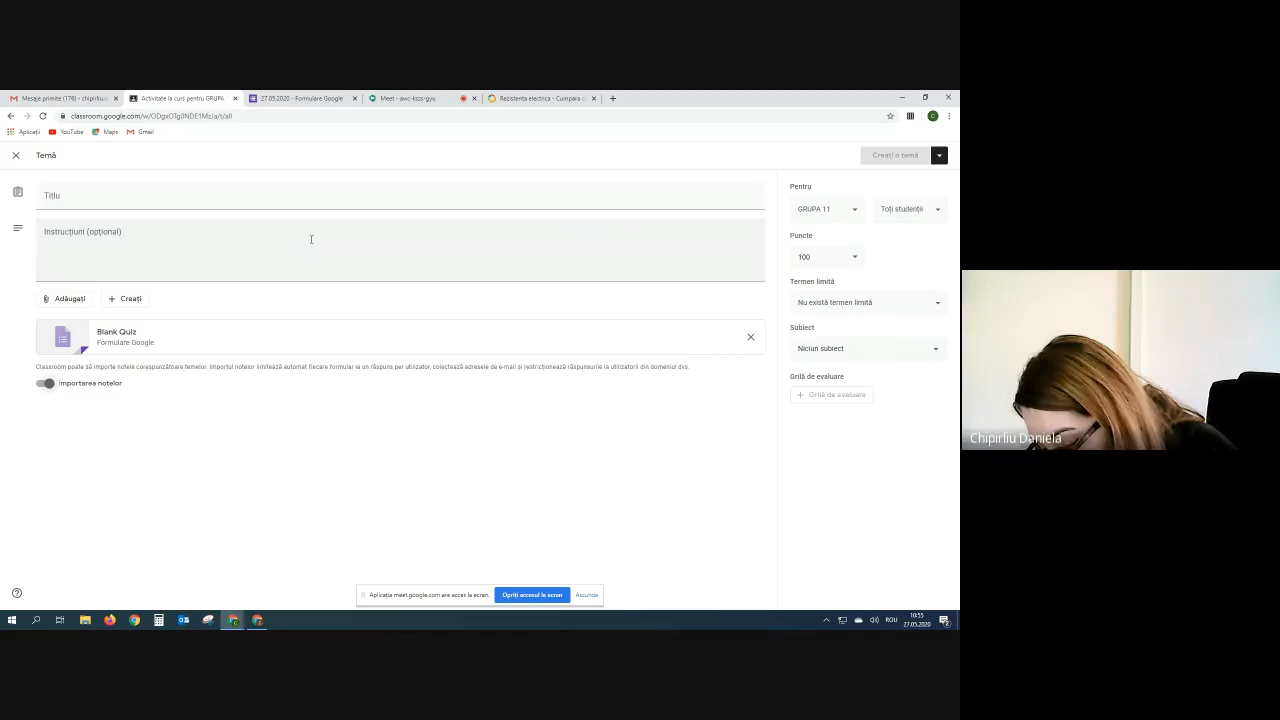 Mesaje primite (176) - chipirliu.d
Activitate la curs pentru GRUPA
27.05.2020 - Formulare Google
Meet - awc-kszs-gyu
Rezistenta electrica - Cumpara c
classroom.google.com/w/ODgxOTg0NDE1MzJa/t/all
Aplicații
YouTube
Maps
Gmail
Temă
Creați o temă
Titlu
Instrucțiuni (opțional)
Adăugați
Creați
Blank Quiz
Formulare Google
Classroom poate să importe notele corespunzătoare temelor. Importul notelor limitează automat fiecare formular la un răspuns per utilizator, colectează adresele de e-mail și restricționează răspunsurile la utilizatorii din domeniul dvs.
Importarea notelor
Pentru
GRUPA 11
Toți studenții
Puncte
100
Termen limită
Nu există termen limită
Subiect
Niciun subiect
Grilă de evaluare
Grilă de evaluare
Chipirliu Daniela
Aplicația meet.google.com are acces la ecran.
Opriți accesul la ecran
Ascunde
ROU
10:55
27.05.2020